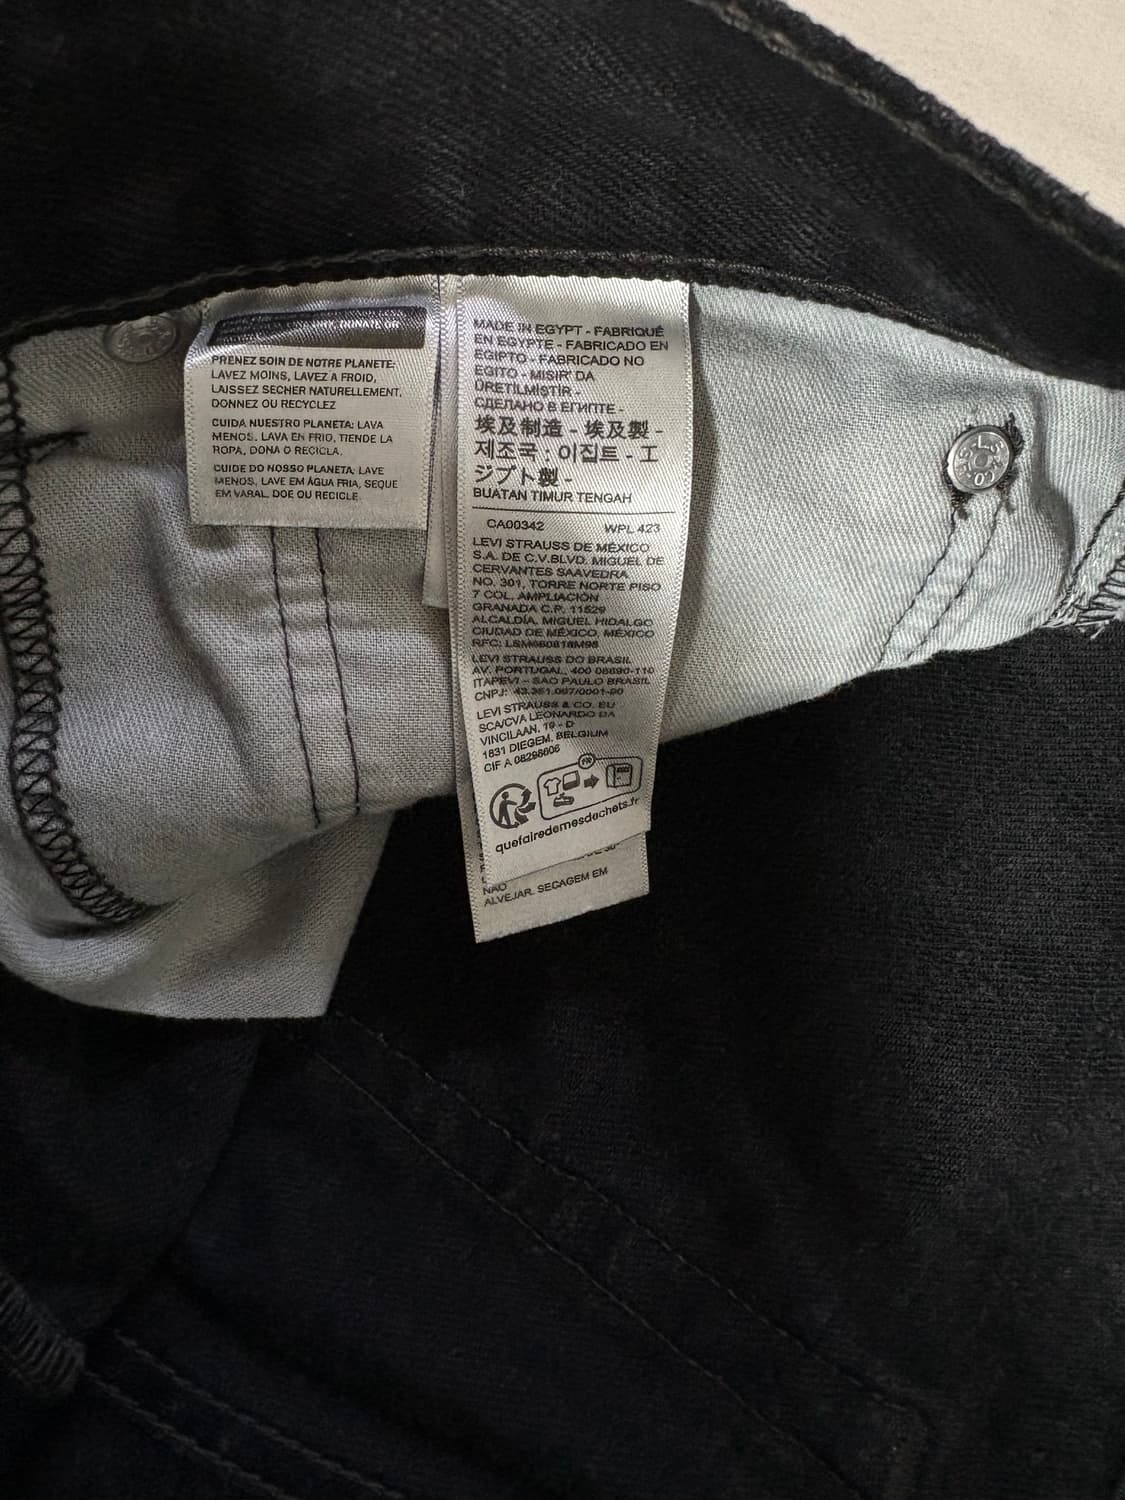 PRENEZ SOIN DE NOTRE PLANETE:
LAVEZ MOINS, LAVEZ A FROID,
LAISSEZ SECHER NATURELLEMENT,
DONNEZ OU RECYCLEZ
CUIDA NUESTRO PLANETA: LAVA
MENOS, LAVA EN FRIO, TIENDE LA
ROPA, DONA O RECICLA.
CUIDE DO NOSSO PLANETA: LAVE
MENOS, LAVE EM ÁGUA FRIA, SEQUE
EM VARAL, DOE OU RECICLE.
MADE IN EGYPT - FABRIQUÉ
EN EGYPTE - FABRICADO EN
EGIPTO - FABRICADO NO
EGITO - MISIR' DA
ÜRETİLMİŞTİR -
СДЕЛАНО В ЕГИПТЕ -
埃及制造 - 埃及製 -
제조국 : 이집트 - エ
ジプト製 -
BUATAN TIMUR TENGAH
CA00342 WPL 423
LEVI STRAUSS DE MÉXICO
S.A. DE C.V.BLVD. MIGUEL DE
CERVANTES SAAVEDRA
NO. 301, TORRE NORTE PISO
7 COL. AMPLIACIÓN
GRANADA C.P. 11529
ALCALDÍA, MIGUEL HIDALGO
CIUDAD DE MÉXICO, MÉXICO
RFC:
LEVI STRAUSS DO BRASIL
AV. PORTUGAL, 400 06690-110
ITAPEVI - SAO PAULO BRASIL
CNPJ:
LEVI STRAUSS & CO. EU
SCA/CVA LEONARDO DA
VINCILAAN, 19 - D
1831 DIEGEM, BELGIUM
CIF A 08298606
FR
quefairedemesdechets.fr
NÃO
ALVEJAR. SECAGEM EM